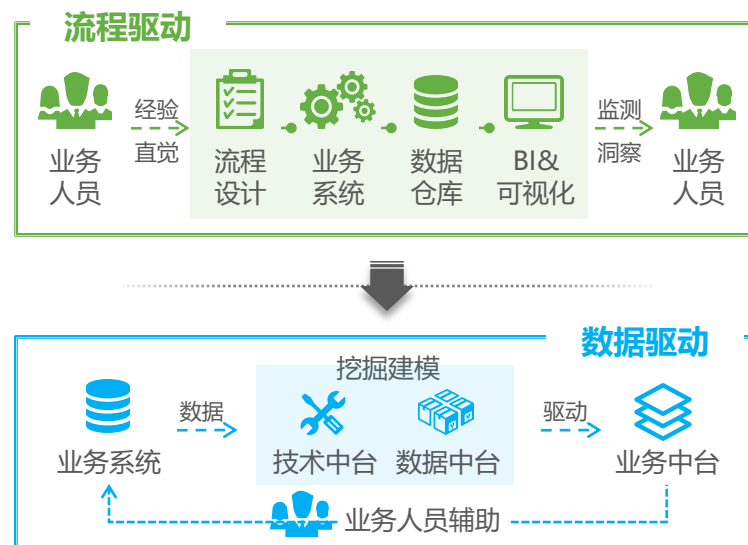 流程驱动
业务
人员
经验
直觉
流程
设计
业务
系统
数据
仓库
BI&
可视化
监测
洞察
业务
人员
数据驱动
挖掘建模
业务系统
数据
技术中台
数据中台
驱动
业务中台
业务人员辅助